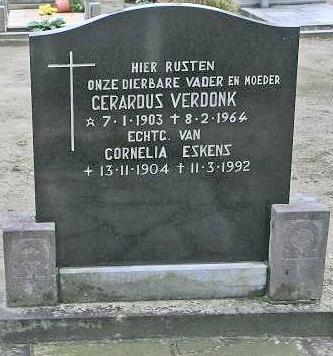 HIER RUSTEN
ONZE DIERBARE VADER EN MOEDER
GERARDUS VERDONK
☆ 7-1-1903 † 8-2-1964
ECHTG. VAN
CORNELIA ESKENS
+ 13-11-1904 † 11-3-1992